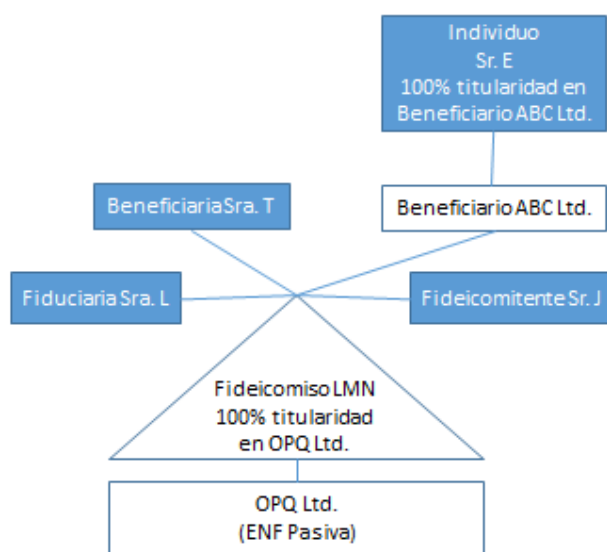 Individuo
Sr. E
100% titularidad en
Beneficiario ABC Ltd.
Beneficiaria Sra. T
Beneficiario ABC Ltd.
Fiduciaria Sra. L
Fideicomitente Sr. J
Fideicomiso LMN
100% titularidad
en OPQ Ltd.
OPQ Ltd.
(ENF Pasiva)